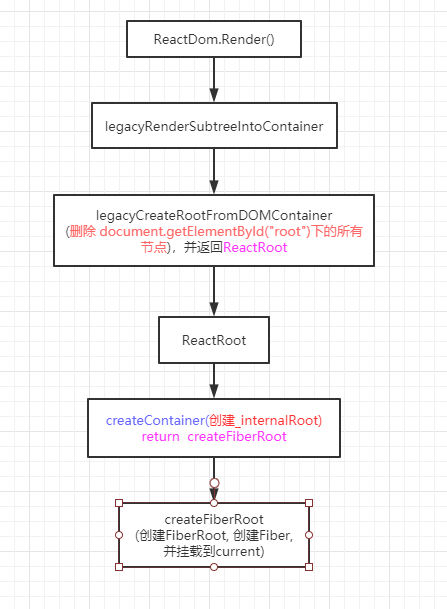 ReactDom.Render()
legacyRenderSubtreeIntoContainer
legacyCreateRootFromDOMContainer
(删除 document.getElementById("root")下的所有
节点)，并返回ReactRoot
ReactRoot
createContainer(创建_internalRoot)
return createFiberRoot
createFiberRoot
(创建FiberRoot, 创建Fiber,
并挂载到current)